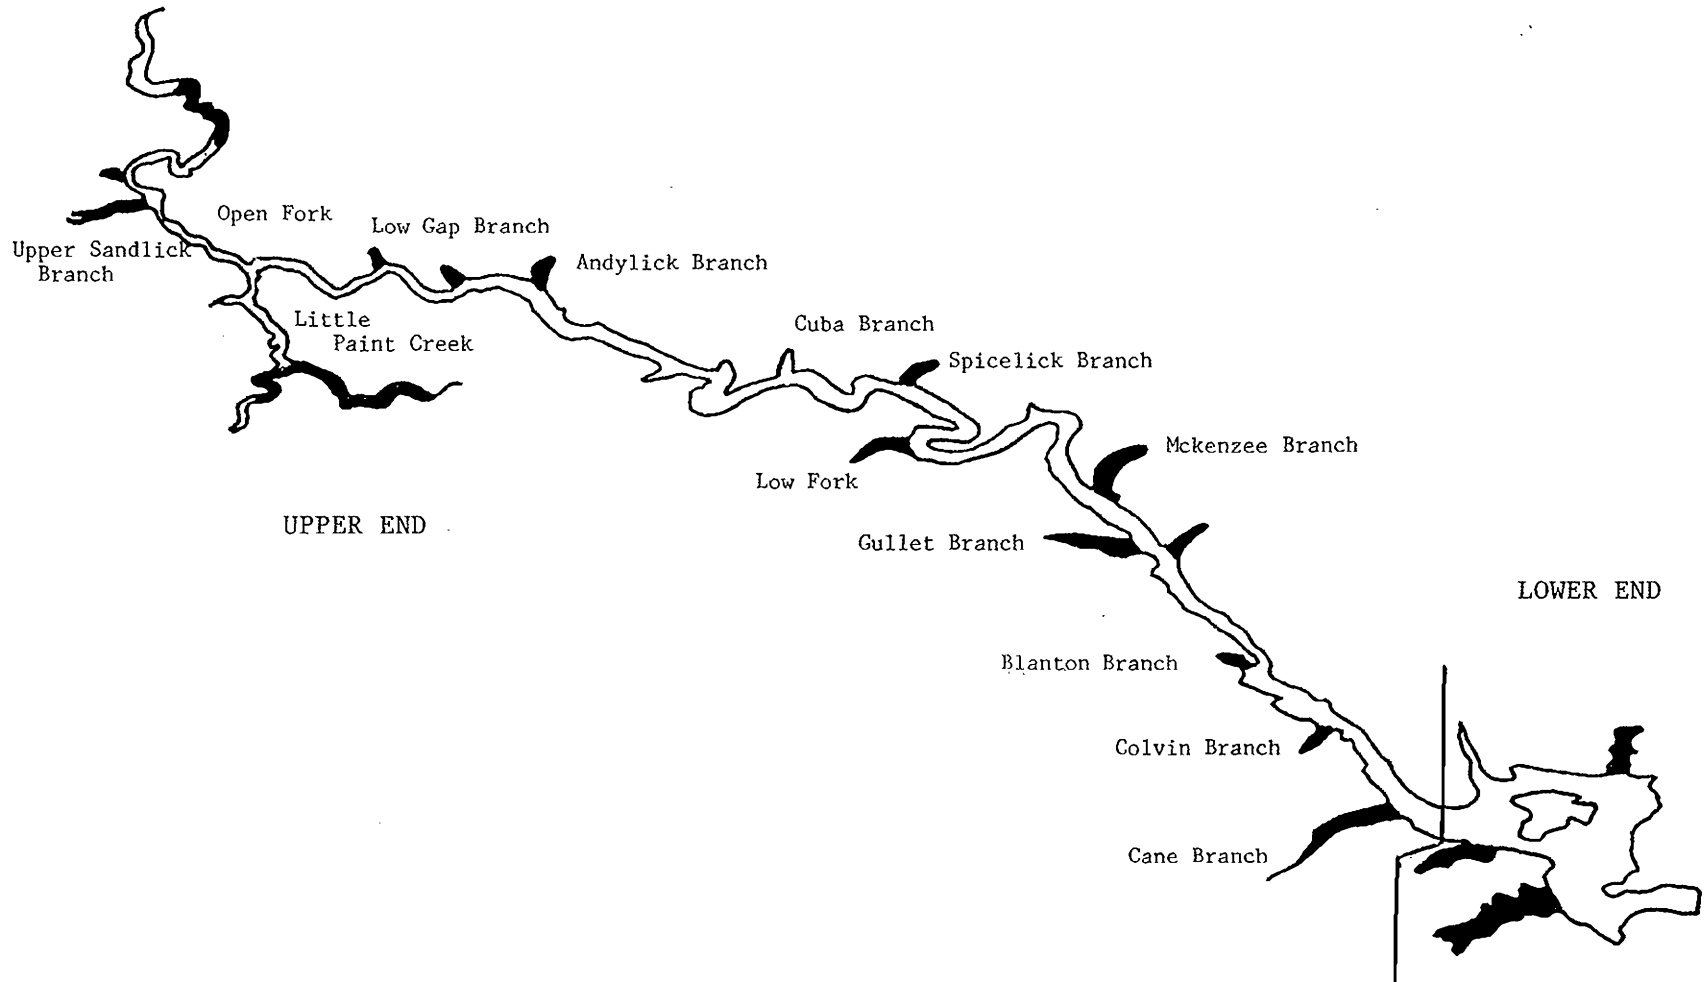 Open Fork
Low Gap Branch
Upper Sandlick
Branch
Andylick Branch
Little
Paint Creek
Cuba Branch
Spicelick Branch
Mckenzee Branch
Low Fork
UPPER END
Gullet Branch
LOWER END
Blanton Branch
Colvin Branch
Cane Branch